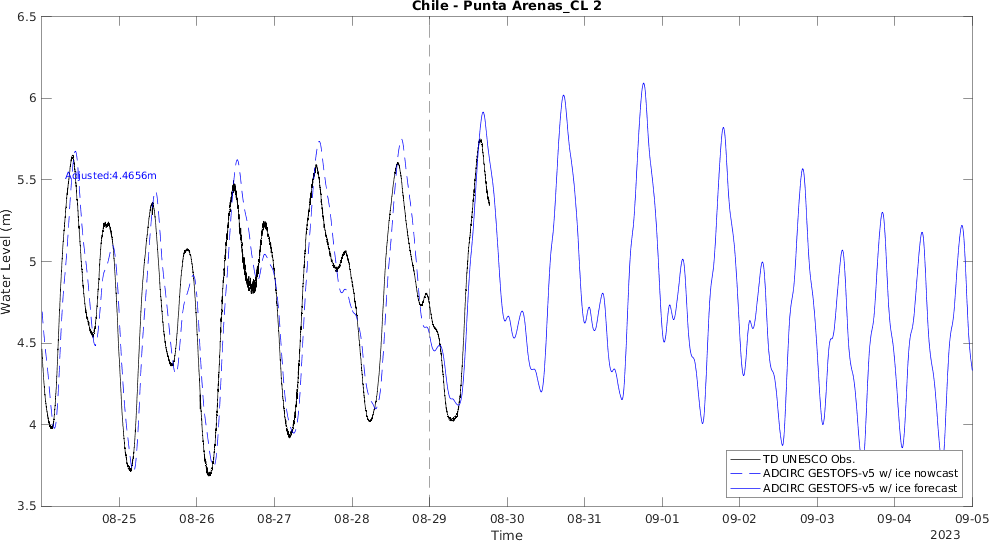 Chile - Punta Arenas_CL 2
6.5
6
5.5
5
4.5
4
3.5
Water Level (m)
Adjusted:4.4656m
TD UNESCO Obs.
ADCIRC GESTOFS-v5 w/ ice nowcast
ADCIRC GESTOFS-v5 w/ ice forecast
08-25 08-26 08-27 08-28 08-29 08-30 08-31 09-01 09-02 09-03 09-04 09-05
Time
2023